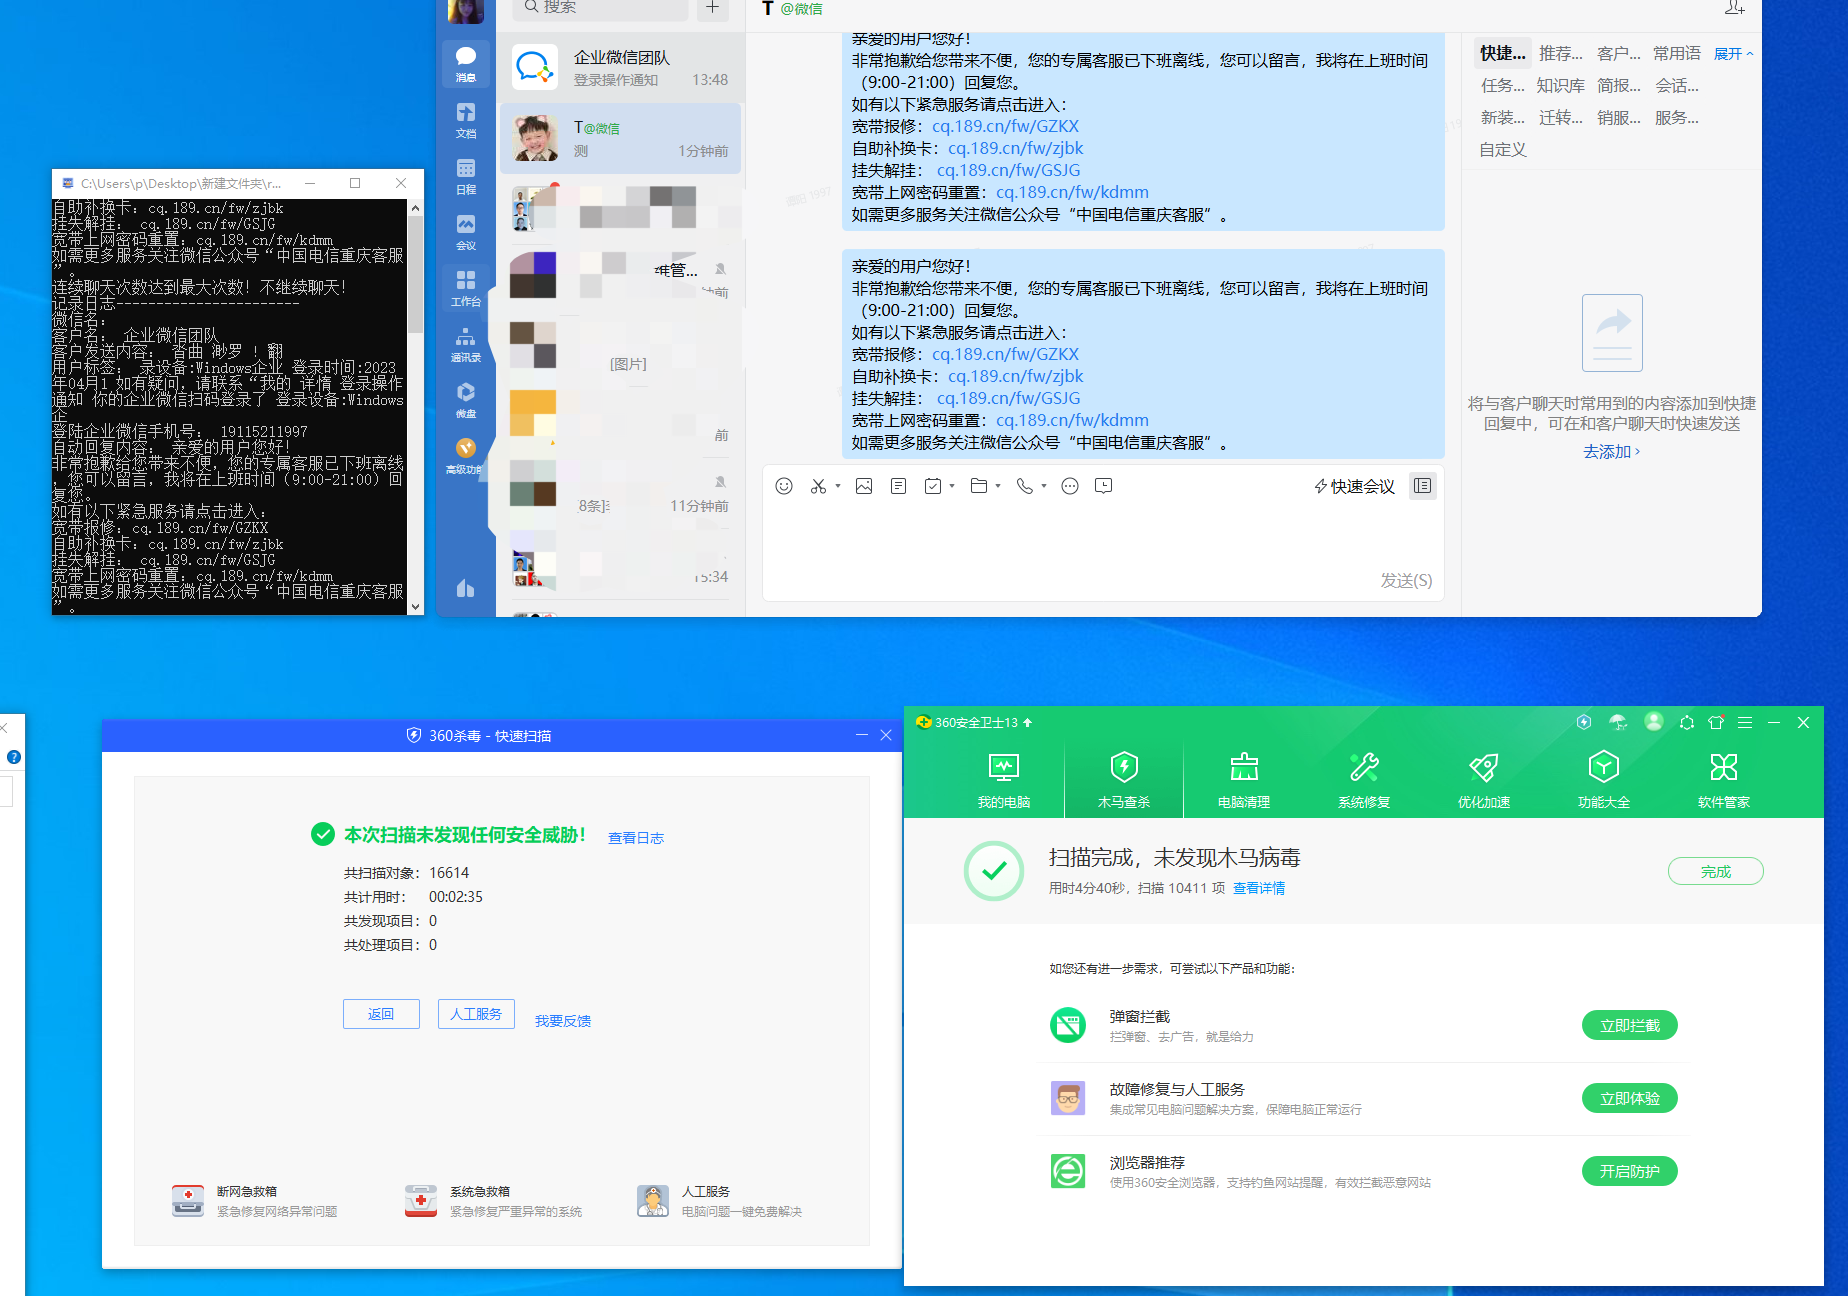 C:\Users\p\Desktop\新建文件夹\r...
自助补换卡: cq.189.cn/fw/zjbk
挂失解挂: cq.189.cn/fw/GSJG
宽带上网密码重置: cq.189.cn/fw/kdmm
如需更多服务关注微信公众号“中国电信重庆客服
”。
连续聊天次数达到最大次数! 不继续聊天!
记录日志-----------------------
微信名:
客户名: 企业微信团队
客户发送内容: 沓曲 渺罗 ! 翻
用户标签: 录设备:Windows企业 登录时间:2023
年04月1 如有疑问, 请联系“我的 详情 登录操作
通知 你的企业微信扫码登录了 登录设备:Windows
企
登陆企业微信手机号: 19115211997
自动回复内容: 亲爱的用户您好!
非常抱歉给您带来不便, 您的专属客服已下班离线
, 您可以留言, 我将在上班时间 (9:00-21:00) 回
复您。
如有以下紧急服务请点击进入:
宽带报修: cq.189.cn/fw/GZKX
自助补换卡: cq.189.cn/fw/zjbk
挂失解挂: cq.189.cn/fw/GSJG
宽带上网密码重置: cq.189.cn/fw/kdmm
如需更多服务关注微信公众号“中国电信重庆客服
”。
消息
文档
日程
会议
工作台
通讯录
微盘
高级功能
搜索
企业微信团队
登录操作通知 13:48
T@微信
测 1分钟前
准管...
[图片]
前
[8条]
11分钟前
15:34
T @微信
亲爱的用户您好!
非常抱歉给您带来不便, 您的专属客服已下班离线, 您可以留言, 我将在上班时间
(9:00-21:00) 回复您。
如有以下紧急服务请点击进入:
宽带报修: cq.189.cn/fw/GZKX
自助补换卡: cq.189.cn/fw/zjbk
挂失解挂: cq.189.cn/fw/GSJG
宽带上网密码重置: cq.189.cn/fw/kdmm
如需更多服务关注微信公众号“中国电信重庆客服”。
亲爱的用户您好!
非常抱歉给您带来不便, 您的专属客服已下班离线, 您可以留言, 我将在上班时间
(9:00-21:00) 回复您。
如有以下紧急服务请点击进入:
宽带报修: cq.189.cn/fw/GZKX
自助补换卡: cq.189.cn/fw/zjbk
挂失解挂: cq.189.cn/fw/GSJG
宽带上网密码重置: cq.189.cn/fw/kdmm
如需更多服务关注微信公众号“中国电信重庆客服”。
快速会议
发送(S)
快捷... 推荐... 客户... 常用语 展开
任务... 知识库 简报... 会话...
新装... 迁转... 销服... 服务...
自定义
将与客户聊天时常用到的内容添加到快捷
回复中, 可在和客户聊天时快速发送
去添加 ›
360杀毒 - 快速扫描
本次扫描未发现任何安全威胁! 查看日志
共扫描对象: 16614
共计用时: 00:02:35
共发现项目: 0
共处理项目: 0
返回 人工服务 我要反馈
断网急救箱
紧急修复网络异常问题
系统急救箱
紧急修复严重异常的系统
人工服务
电脑问题一键免费解决
360安全卫士13
我的电脑 木马查杀 电脑清理 系统修复 优化加速 功能大全 软件管家
扫描完成, 未发现木马病毒
用时4分40秒, 扫描 10411 项 查看详情
完成
如您还有进一步需求, 可尝试以下产品和功能:
弹窗拦截
拦弹窗、去广告, 就是给力
立即拦截
故障修复与人工服务
集成常见电脑问题解决方案, 保障电脑正常运行
立即体验
浏览器推荐
使用360安全浏览器, 支持钓鱼网站提醒, 有效拦截恶意网站
开启防护